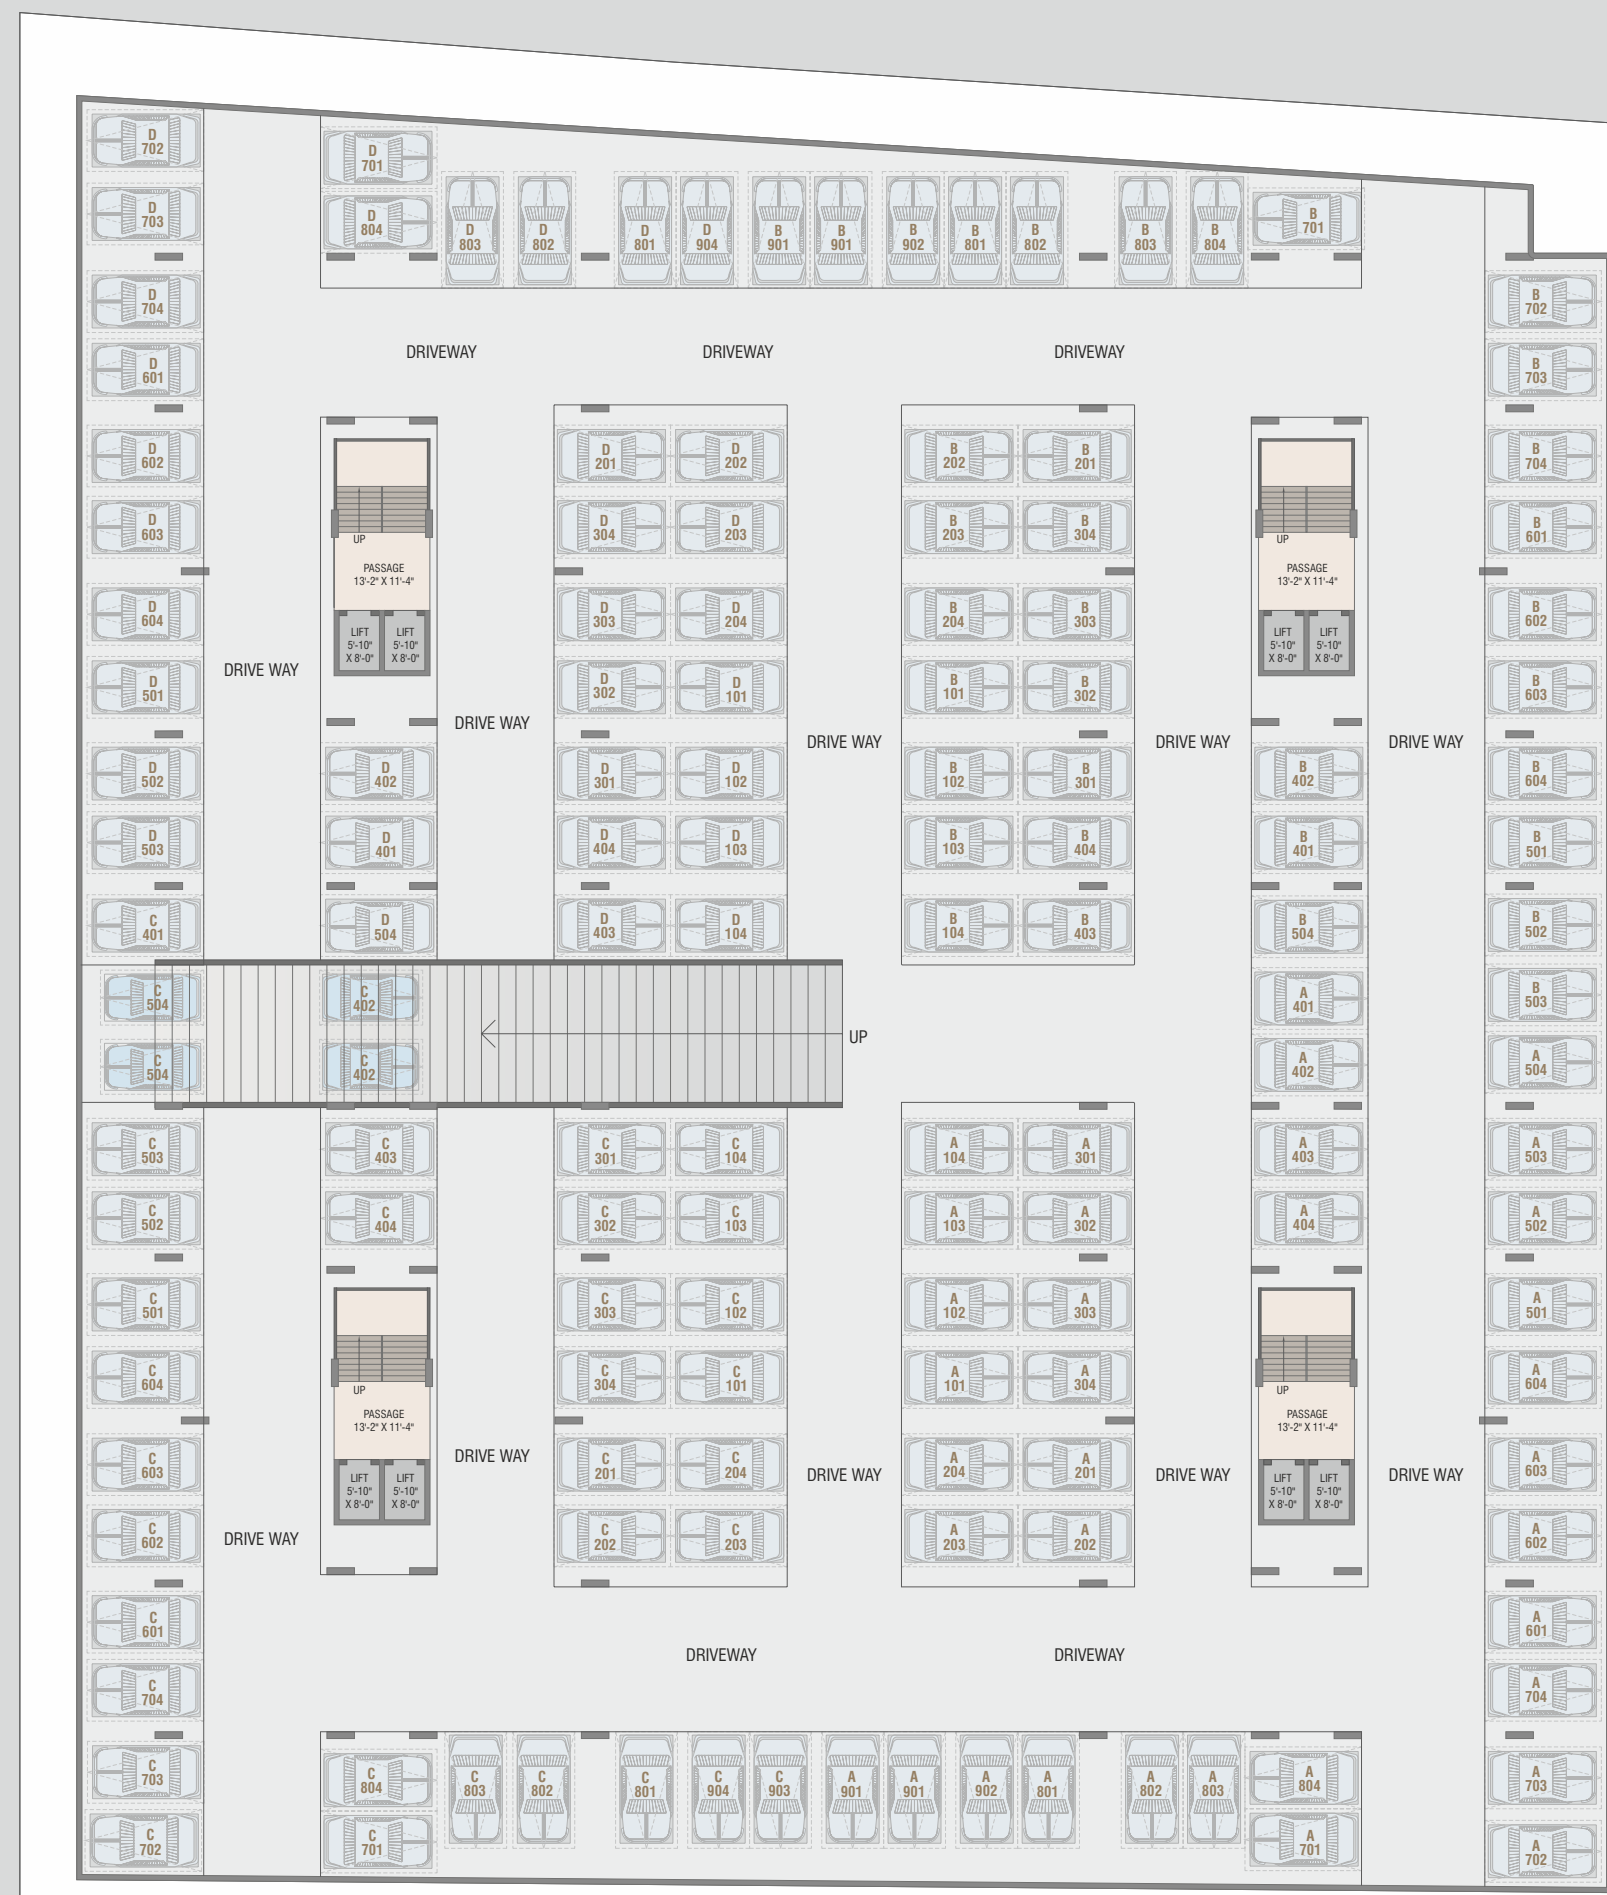 D
702
D
701
D
703
D
804
D
803
D
802
D
801
D
904
B
901
B
901
B
902
B
801
B
802
B
803
B
804
B
701
D
704
B
702
D
601
B
703
DRIVEWAY
DRIVEWAY
DRIVEWAY
D
602
D
201
D
202
B
202
B
201
B
704
D
603
D
304
D
203
B
203
B
304
B
601
UP
PASSAGE
13'-2" X 11'-4"
UP
PASSAGE
13'-2" X 11'-4"
D
604
D
303
D
204
B
204
B
303
B
602
LIFT
5'-10"
X 8'-0"
LIFT
5'-10"
X 8'-0"
LIFT
5'-10"
X 8'-0"
LIFT
5'-10"
X 8'-0"
DRIVE WAY
D
501
D
302
D
101
B
101
B
302
B
603
DRIVE WAY
DRIVE WAY
DRIVE WAY
DRIVE WAY
D
502
D
402
D
301
D
102
B
102
B
301
B
402
B
604
D
503
D
401
D
404
D
103
B
103
B
404
B
401
B
501
C
401
D
504
D
403
D
104
B
104
B
403
B
504
B
502
C
504
C
402
A
401
B
503
UP
C
504
C
402
A
402
A
504
C
503
C
403
C
301
C
104
A
104
A
301
A
403
A
503
C
502
C
404
C
302
C
103
A
103
A
302
A
404
A
502
C
501
C
303
C
102
A
102
A
303
A
501
C
604
C
304
C
101
A
101
A
304
A
604
UP
PASSAGE
13'-2" X 11'-4"
UP
PASSAGE
13'-2" X 11'-4"
C
603
DRIVE WAY
C
201
C
204
DRIVE WAY
A
204
A
201
DRIVE WAY
DRIVE WAY
A
603
LIFT
5'-10"
X 8'-0"
LIFT
5'-10"
X 8'-0"
LIFT
5'-10"
X 8'-0"
LIFT
5'-10"
X 8'-0"
C
602
DRIVE WAY
C
202
C
203
A
203
A
202
A
602
C
601
A
601
DRIVEWAY
DRIVEWAY
C
704
A
704
C
703
C
804
C
803
C
802
C
801
C
904
C
903
A
901
A
901
A
902
A
801
A
802
A
803
A
804
A
703
C
702
C
701
A
701
A
702